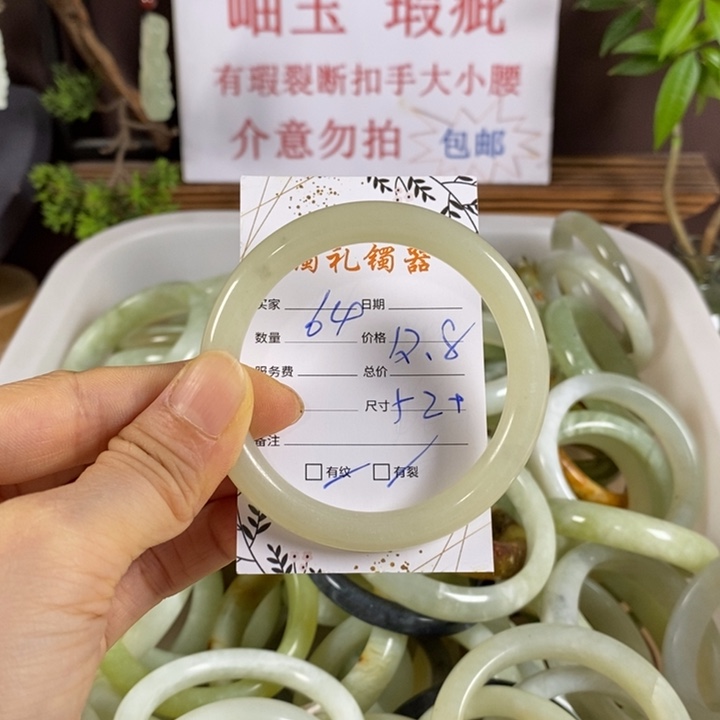 岫玉 瑕疵
有瑕裂断扣手大小腰
介意勿拍 包邮
礼镯器
买家 64 日期
数量 价格 12.8
服务费 总价
尺寸 52+
备注
有纹 有裂